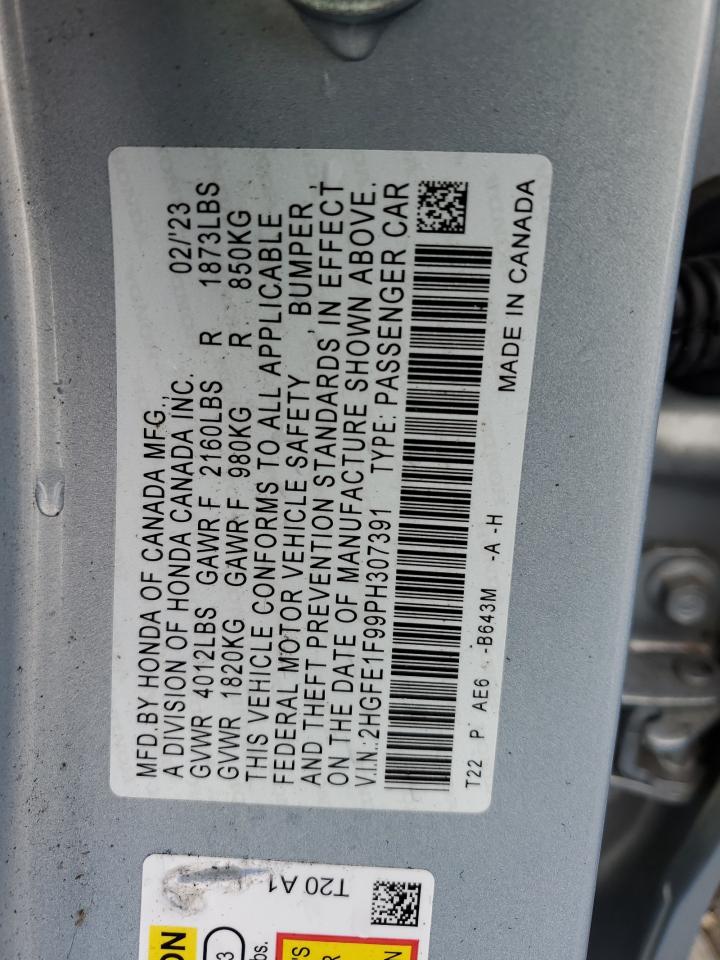 MFD.BY HONDA OF CANADA MFG., 02/'23
A DIVISION OF HONDA CANADA INC.
GVWR 4012LBS GAWR F 2160LBS R 1873LBS
GVWR 1820KG GAWR F 980KG R 850KG
THIS VEHICLE CONFORMS TO ALL APPLICABLE
FEDERAL MOTOR VEHICLE SAFETY, BUMPER,
AND THEFT PREVENTION STANDARDS IN EFFECT
ON THE DATE OF MANUFACTURE SHOWN ABOVE.
V.I.N.:2HGFE1F99PH307391 TYPE: PASSENGER CAR
T22 P AE6 -B643M -A -H
MADE IN CANADA
T20 A1
ON
3
bs.
'S
R
N